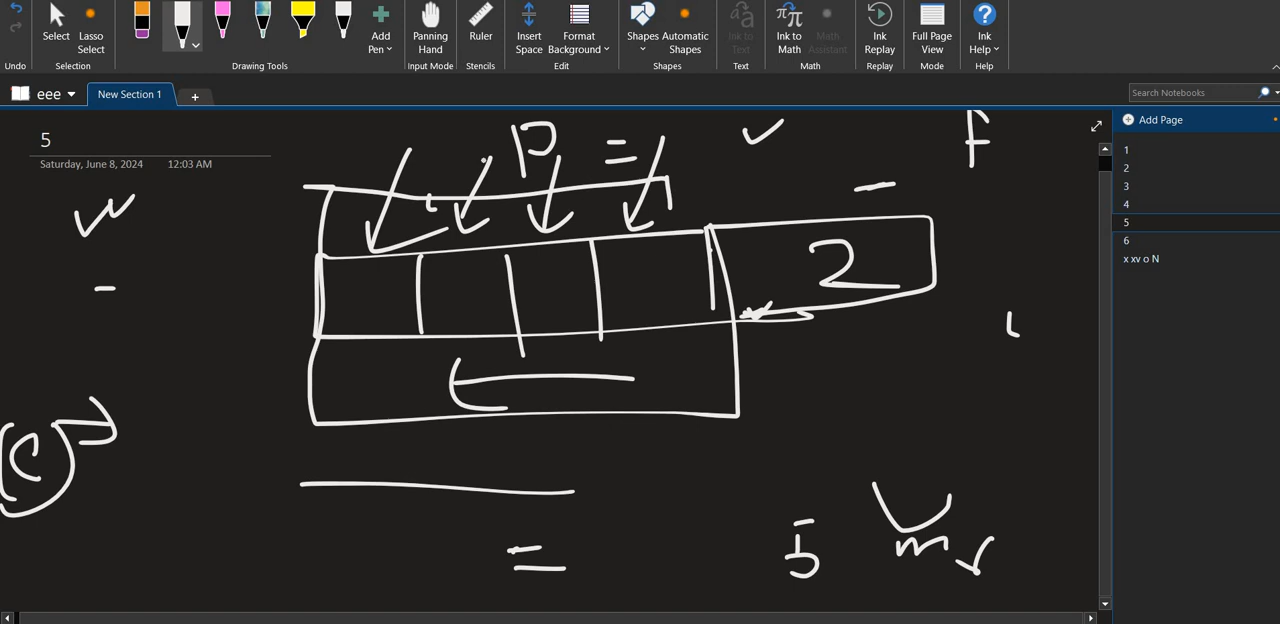 Undo
Select
Lasso Select
Selection
Drawing Tools
Add Pen
Panning Hand
Input Mode
Ruler
Stencils
Insert Space
Format Background
Edit
Shapes
Automatic Shapes
Shapes
Ink to Text
Text
Ink to Math
Math Assistant
Math
Ink Replay
Replay
Full Page View
Mode
Ink Help
Help
eee
New Section 1
+
Search Notebooks
5
Saturday, June 8, 2024 12:03 AM
Add Page
1
2
3
4
5
6
x xv o N
P =
2
=